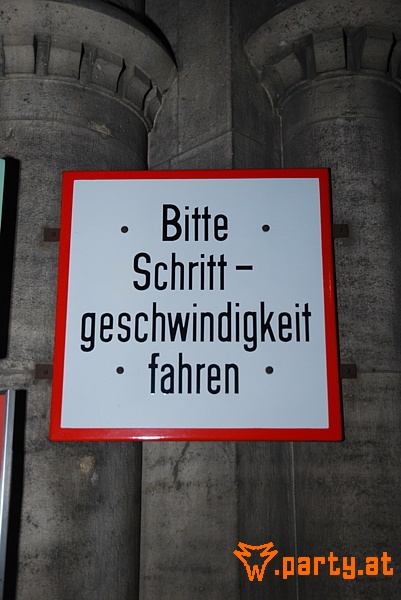 Bitte
Schritt-
geschwindigkeit
fahren
.party.at